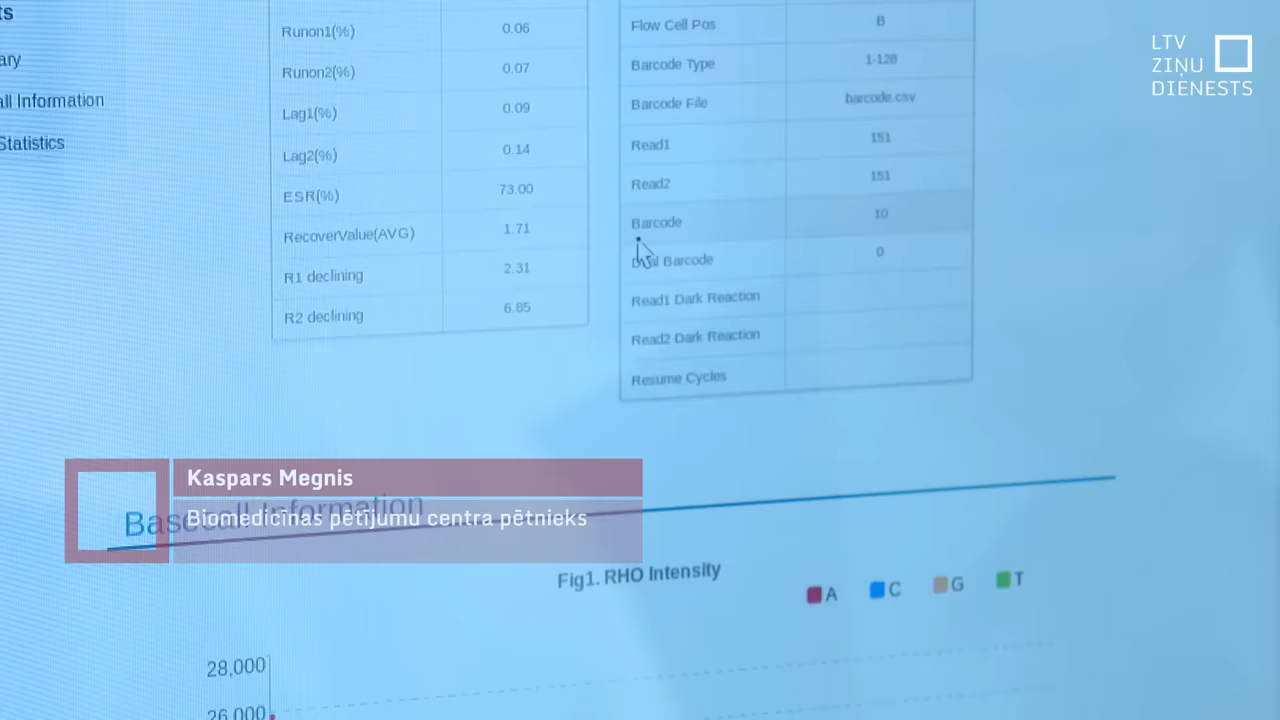 ts
ary
all Information
Statistics
Runon1(%) 0.06
Runon2(%) 0.07
Lag1(%) 0.09
Lag2(%) 0.14
ESR(%) 73.00
RecoverValue(AVG) 1.71
R1 declining 2.31
R2 declining 6.85
Flow Cell Pos B
Barcode Type 1-128
Barcode File barcode.csv
Read1 151
Read2 151
Barcode 10
Dual Barcode 0
Read1 Dark Reaction
Read2 Dark Reaction
Resume Cycles
LTV
ZIŅU
DIENESTS
Kaspars Megnis
Biomedicīnas pētījumu centra pētnieks
Basecall Information
Fig1. RHO Intensity
A C G T
28,000
26,000